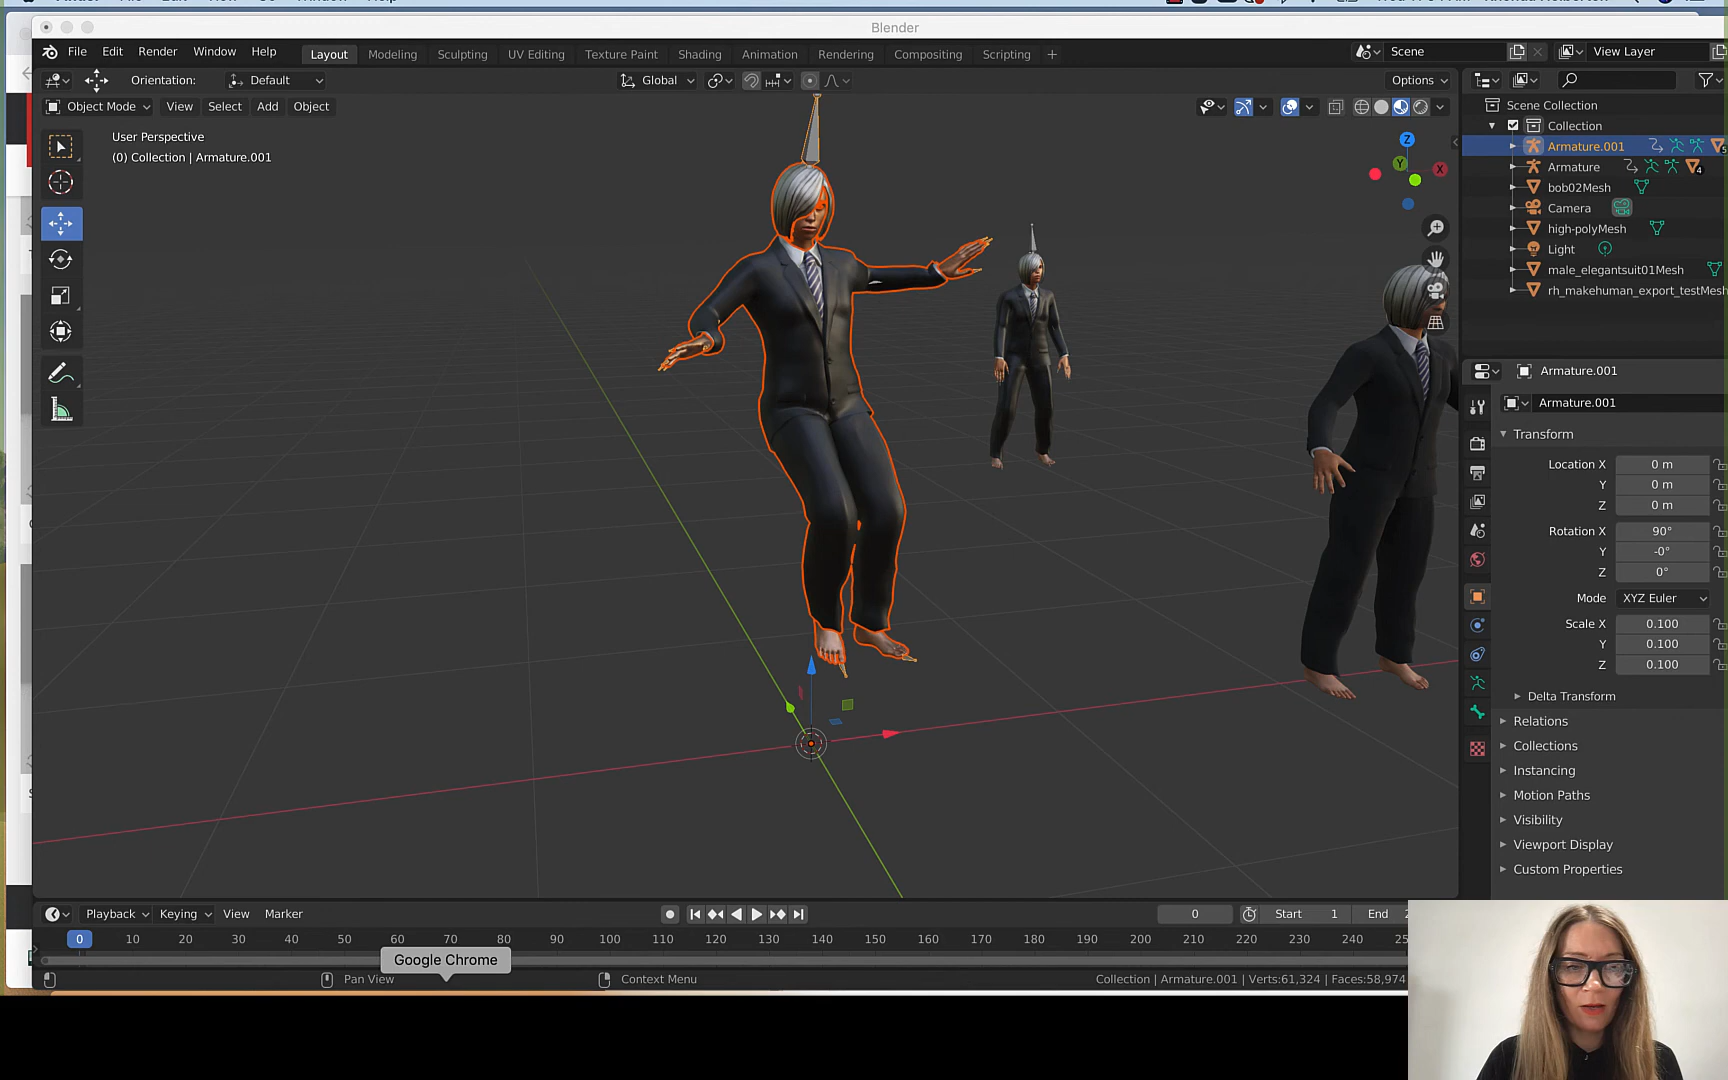 Blender
File Edit Render Window Help
Layout Modeling Sculpting UV Editing Texture Paint Shading Animation Rendering Compositing Scripting +
Scene
View Layer
Orientation: Default
Global
Options
Object Mode View Select Add Object
User Perspective
(0) Collection | Armature.001
Z
Y
X
Scene Collection
Collection
Armature.001
Armature 4
bob02Mesh
Camera
high-polyMesh
Light
male_elegantsuit01Mesh
rh_makehuman_export_testMesh
Armature.001
Armature.001
Transform
Location X 0 m
Y 0 m
Z 0 m
Rotation X 90°
Y -0°
Z 0°
Mode XYZ Euler
Scale X 0.100
Y 0.100
Z 0.100
Delta Transform
Relations
Collections
Instancing
Motion Paths
Visibility
Viewport Display
Custom Properties
Playback Keying View Marker
0 Start 1 End
0 10 20 30 40 50 60 70 80 90 100 110 120 130 140 150 160 170 180 190 200 210 220 230 240
Google Chrome
Pan View
Context Menu
Collection | Armature.001 | Verts:61,324 | Faces:58,974